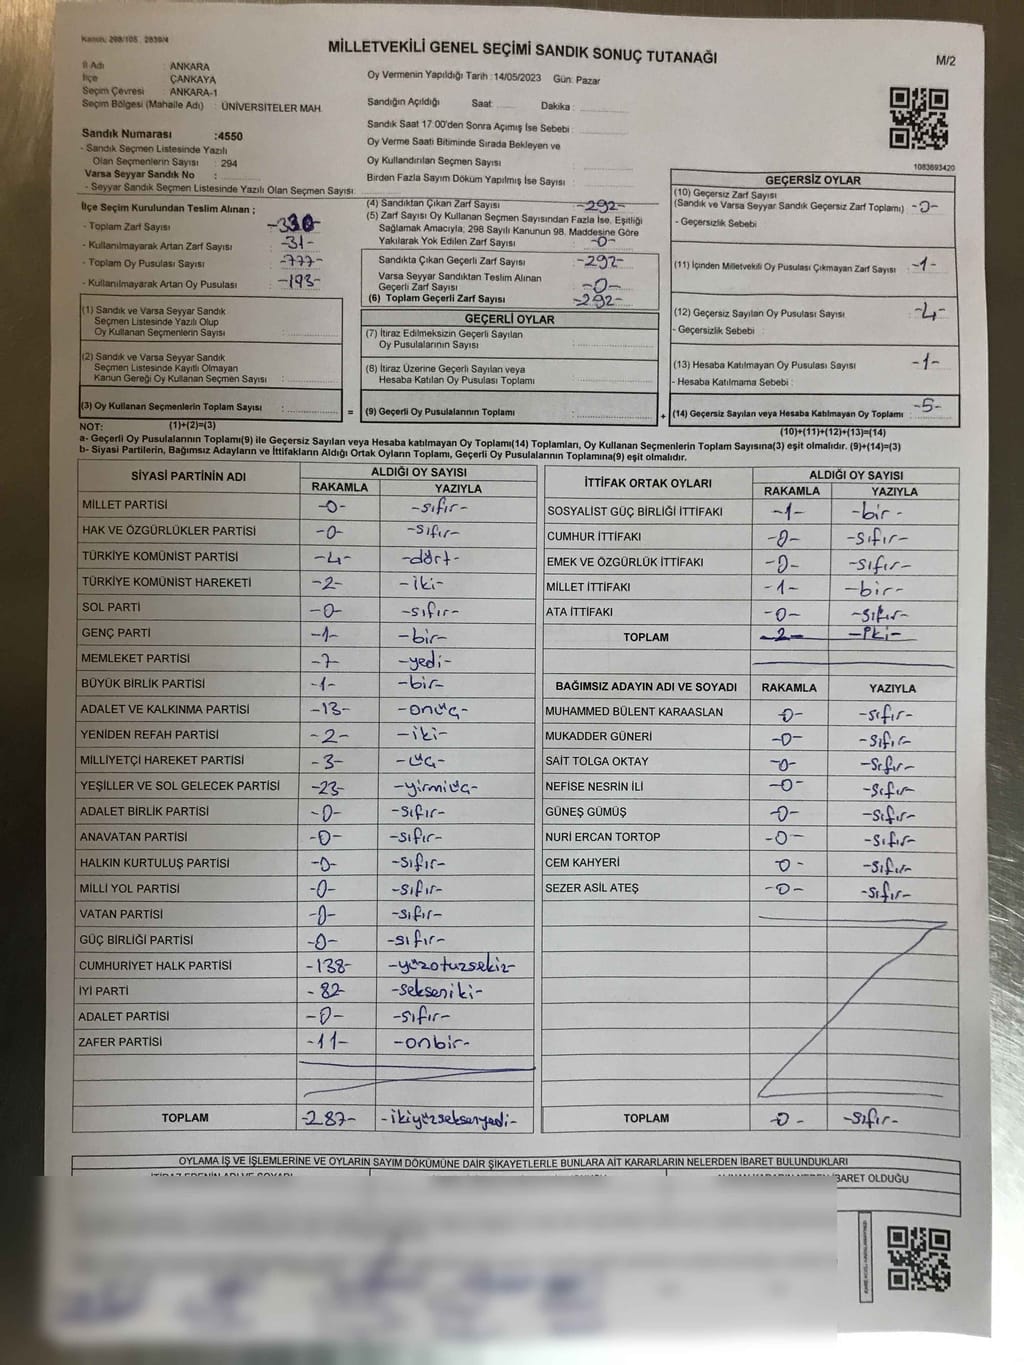 Kanun: 298/105 2839/4
MİLLETVEKİLİ GENEL SEÇİMİ SANDIK SONUÇ TUTANAĞI
M/2
İl Adı : ANKARA
İlçe : ÇANKAYA
Seçim Çevresi : ANKARA-1
Seçim Bölgesi (Mahalle Adı) : ÜNİVERSİTELER MAH.
Oy Vermenin Yapıldığı Tarih :14/05/2023 Gün: Pazar
Sandığın Açıldığı Saat: Dakika :
Sandık Saat 17:00'den Sonra Açımış İse Sebebi :
Oy Verme Saati Bitiminde Sırada Bekleyen ve
Oy Kullandırılan Seçmen Sayısı :
Birden Fazla Sayım Döküm Yapılmış İse Sayısı :
Sandık Numarası :4550
- Sandık Seçmen Listesinde Yazılı
Olan Seçmenlerin Sayısı : 294
Varsa Seyyar Sandık No :
- Seyyar Sandık Seçmen Listesinde Yazılı Olan Seçmen Sayısı:
1083693420
İlçe Seçim Kurulundan Teslim Alınan ;
- Toplam Zarf Sayısı -330-
- Kullanılmayarak Artan Zarf Sayısı : -31-
- Toplam Oy Pusulası Sayısı : -777-
- Kullanılmayarak Artan Oy Pusulası : -193-
(4) Sandıktan Çıkan Zarf Sayısı -292-
(5) Zarf Sayısı Oy Kullanan Seçmen Sayısından Fazla İse, Eşitliği
Sağlamak Amacıyla, 298 Sayılı Kanunun 98. Maddesine Göre
Yakılarak Yok Edilen Zarf Sayısı : -0-
Sandıkta Çıkan Geçerli Zarf Sayısı : -292-
Varsa Seyyar Sandıktan Teslim Alınan
Geçerli Zarf Sayısı : -0-
(6) Toplam Geçerli Zarf Sayısı : -292-
GEÇERSİZ OYLAR
(10) Geçersiz Zarf Sayısı
(Sandık ve Varsa Seyyar Sandık Geçersiz Zarf Toplamı) : -0-
- Geçersizlik Sebebi :
(11) İçinden Milletvekili Oy Pusulası Çıkmayan Zarf Sayısı : -1-
(12) Geçersiz Sayılan Oy Pusulası Sayısı : -4-
- Geçersizlik Sebebi :
(13) Hesaba Katılmayan Oy Pusulası Sayısı : -1-
- Hesaba Katılmama Sebebi :
(14) Geçersiz Sayılan veya Hesaba Katılmayan Oy Toplamı : -5-
(10)+(11)+(12)+(13)=(14)
(1) Sandık ve Varsa Seyyar Sandık
Seçmen Listesinde Yazılı Olup
Oy Kullanan Seçmenlerin Sayısı :
(2) Sandık ve Varsa Seyyar Sandık
Seçmen Listesinde Kayıtlı Olmayan
Kanun Gereği Oy Kullanan Seçmen Sayısı :
(3) Oy Kullanan Seçmenlerin Toplam Sayısı :
GEÇERLİ OYLAR
(7) İtiraz Edilmeksizin Geçerli Sayılan
Oy Pusulalarının Sayısı :
(8) İtiraz Üzerine Geçerli Sayılan veya
Hesaba Katılan Oy Pusulası Toplamı :
= (9) Geçerli Oy Pusulalarının Toplamı : +
NOT: (1)+(2)=(3)
a- Geçerli Oy Pusulalarının Toplamı(9) ile Geçersiz Sayılan veya Hesaba katılmayan Oy Toplamı(14) Toplamları, Oy Kullanan Seçmenlerin Toplam Sayısına(3) eşit olmalıdır. (9)+(14)=(3)
b- Siyasi Partilerin, Bağımsız Adayların ve İttifakların Aldığı Ortak Oyların Toplamı, Geçerli Oy Pusulalarının Toplamına(9) eşit olmalıdır.
SİYASİ PARTİNİN ADI ALDIĞI OY SAYISI
RAKAMLA YAZIYLA
MİLLET PARTİSİ -0- -sıfır-
HAK VE ÖZGÜRLÜKLER PARTİSİ -0- -sıfır-
TÜRKİYE KOMÜNİST PARTİSİ -4- -dört-
TÜRKİYE KOMÜNİST HAREKETİ -2- -iki-
SOL PARTİ -0- -sıfır-
GENÇ PARTİ -1- -bir-
MEMLEKET PARTİSİ -7- -yedi-
BÜYÜK BİRLİK PARTİSİ -1- -bir-
ADALET VE KALKINMA PARTİSİ -13- -onüç-
YENİDEN REFAH PARTİSİ -2- -iki-
MİLLİYETÇİ HAREKET PARTİSİ -3- -üç-
YEŞİLLER VE SOL GELECEK PARTİSİ -23- -yirmiüç-
ADALET BİRLİK PARTİSİ -0- -sıfır-
ANAVATAN PARTİSİ -0- -sıfır-
HALKIN KURTULUŞ PARTİSİ -0- -sıfır-
MİLLİ YOL PARTİSİ -0- -sıfır-
VATAN PARTİSİ -0- -sıfır-
GÜÇ BİRLİĞİ PARTİSİ -0- -sıfır-
CUMHURİYET HALK PARTİSİ -138- -yüzotuzsekiz-
İYİ PARTİ -82- -sekseniki-
ADALET PARTİSİ -0- -sıfır-
ZAFER PARTİSİ -11- -onbir-
TOPLAM -287- -ikiyüzseksenyedi-
İTTİFAK ORTAK OYLARI ALDIĞI OY SAYISI
RAKAMLA YAZIYLA
SOSYALİST GÜÇ BİRLİĞİ İTTİFAKI -1- -bir-
CUMHUR İTTİFAKI -0- -sıfır-
EMEK VE ÖZGÜRLÜK İTTİFAKI -0- -sıfır-
MİLLET İTTİFAKI -1- -bir-
ATA İTTİFAKI -0- -sıfır-
TOPLAM -2- -iki-
BAĞIMSIZ ADAYIN ADI VE SOYADI RAKAMLA YAZIYLA
MUHAMMED BÜLENT KARAASLAN -0- -sıfır-
MUKADDER GÜNERİ -0- -sıfır-
SAİT TOLGA OKTAY -0- -sıfır-
NEFİSE NESRİN İLİ -0- -sıfır-
GÜNEŞ GÜMÜŞ -0- -sıfır-
NURİ ERCAN TORTOP -0- -sıfır-
CEM KAHYERİ -0- -sıfır-
SEZER ASİL ATEŞ -0- -sıfır-
TOPLAM -0- -sıfır-
OYLAMA İŞ VE İŞLEMLERİNE VE OYLARIN SAYIM DÖKÜMÜNE DAİR ŞİKAYETLERLE BUNLARA AİT KARARLARIN NELERDEN İBARET BULUNDUKLARI
İBARET OLDUĞU